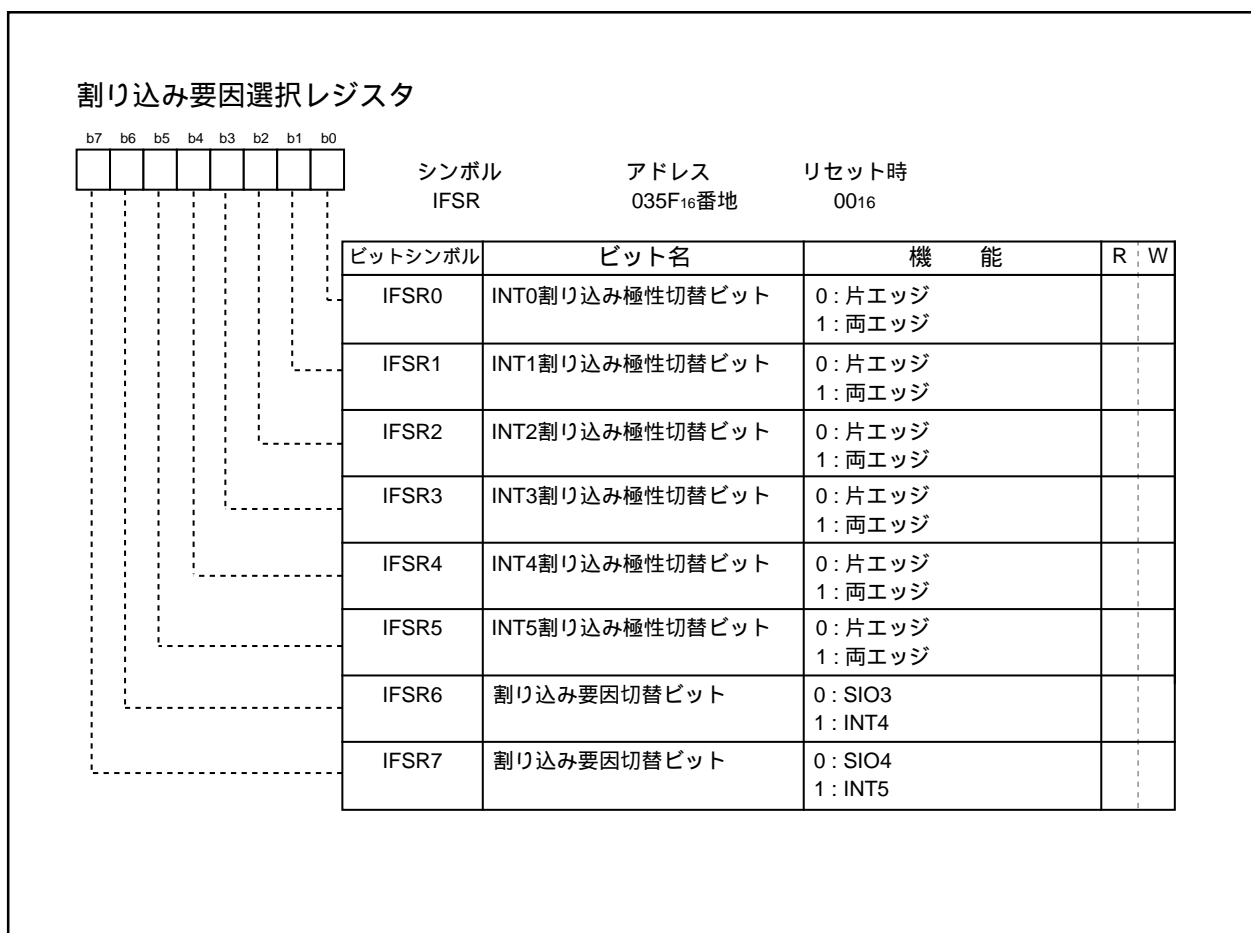 割り込み要因選択レジスタ
b7 b6 b5 b4 b3 b2 b1 b0
シンボル アドレス リセット時
IFSR 035F16番地 0016
ビットシンボル ビット名 機 能 R W
IFSR0 INT0割り込み極性切替ビット 0 : 片エッジ
1 : 両エッジ
IFSR1 INT1割り込み極性切替ビット 0 : 片エッジ
1 : 両エッジ
IFSR2 INT2割り込み極性切替ビット 0 : 片エッジ
1 : 両エッジ
IFSR3 INT3割り込み極性切替ビット 0 : 片エッジ
1 : 両エッジ
IFSR4 INT4割り込み極性切替ビット 0 : 片エッジ
1 : 両エッジ
IFSR5 INT5割り込み極性切替ビット 0 : 片エッジ
1 : 両エッジ
IFSR6 割り込み要因切替ビット 0 : SIO3
1 : INT4
IFSR7 割り込み要因切替ビット 0 : SIO4
1 : INT5